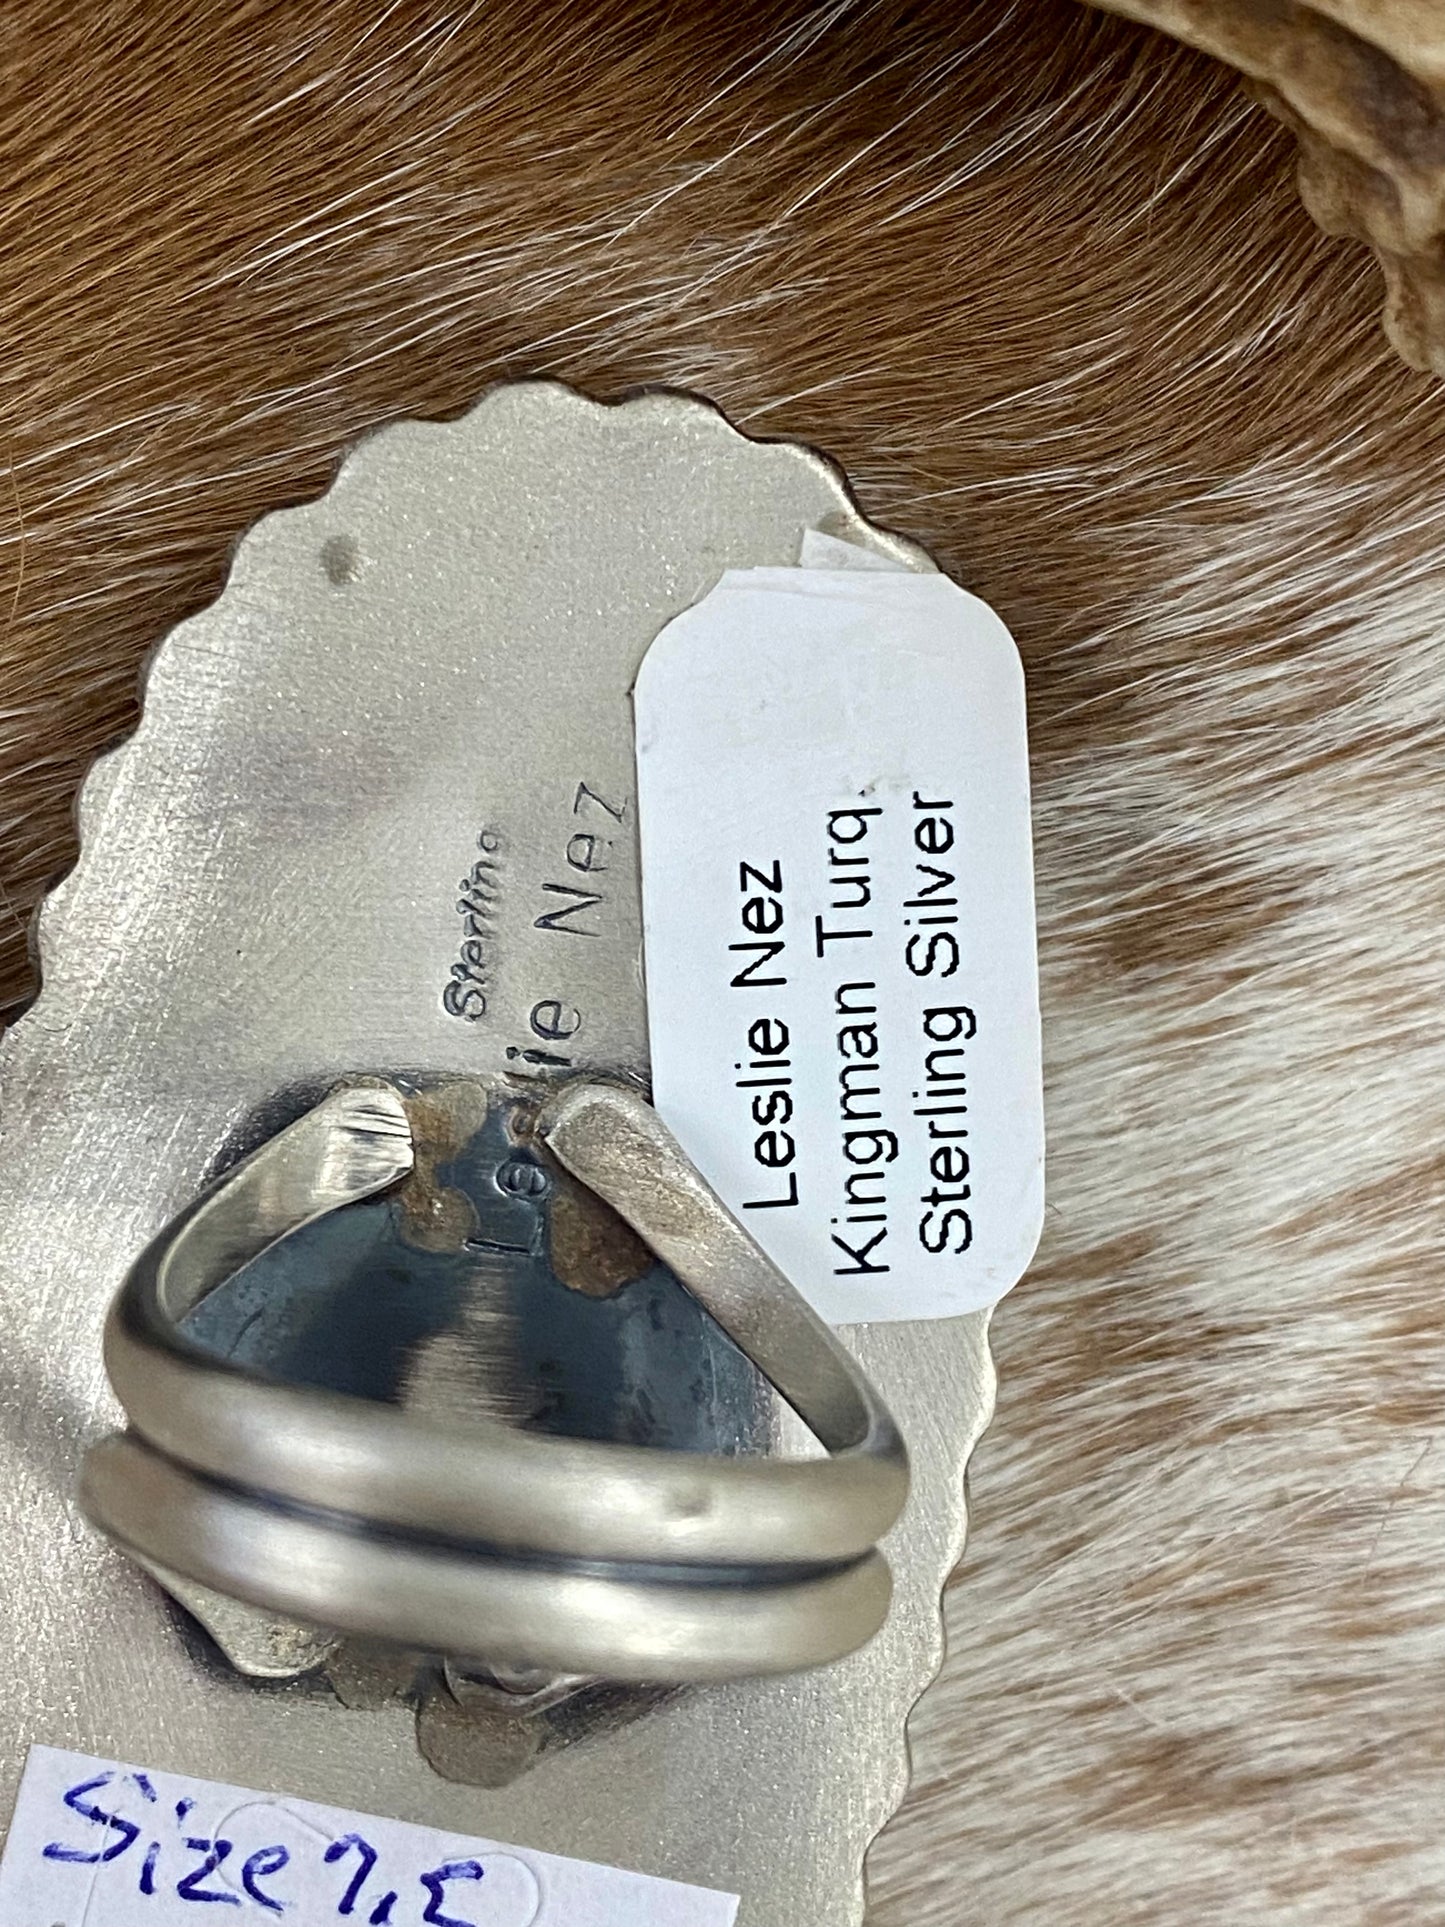 Sterling
Leslie Nez
Leslie Nez
Kingman Turq.
Sterling Silver
Size 7.5